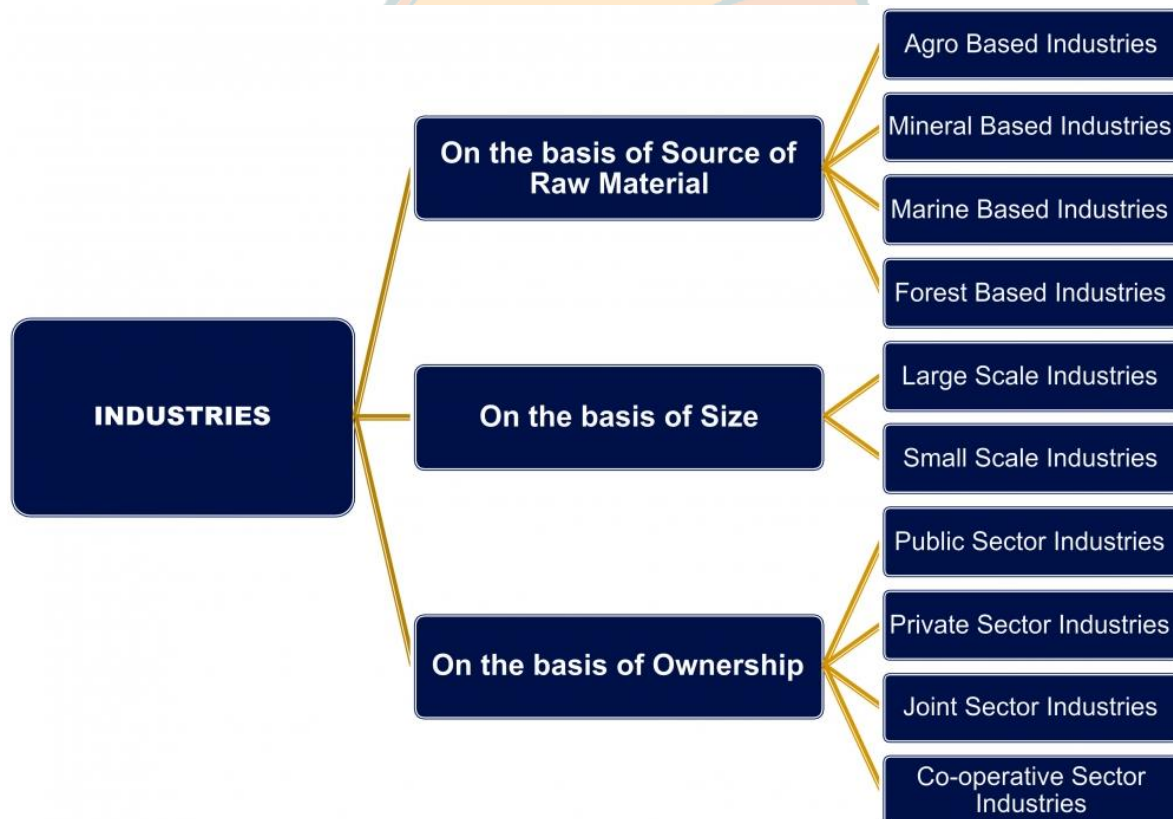 INDUSTRIES
On the basis of Source of
Raw Material
Agro Based Industries
Mineral Based Industries
Marine Based Industries
Forest Based Industries
On the basis of Size
Large Scale Industries
Small Scale Industries
On the basis of Ownership
Public Sector Industries
Private Sector Industries
Joint Sector Industries
Co-operative Sector
Industries